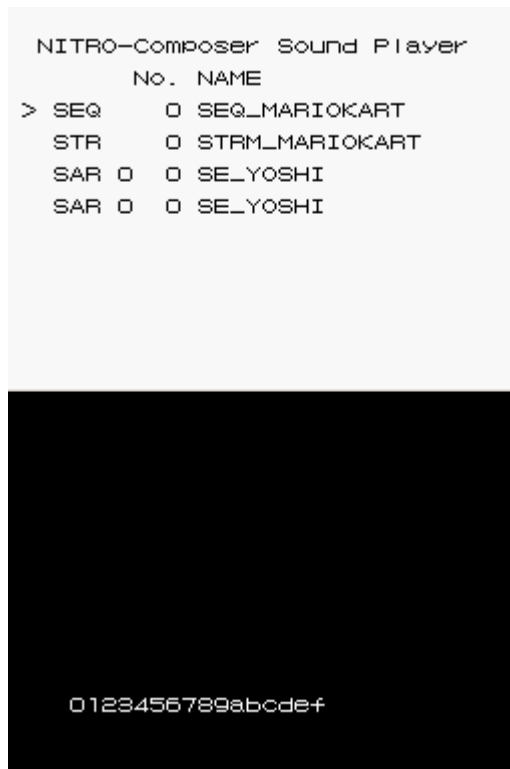 NITRO-Composer Sound Player
No. NAME
> SEQ 0 SEQ_MARIOKART
STR 0 STRM_MARIOKART
SAR 0 0 SE_YOSHI
SAR 0 0 SE_YOSHI
0123456789abcdef